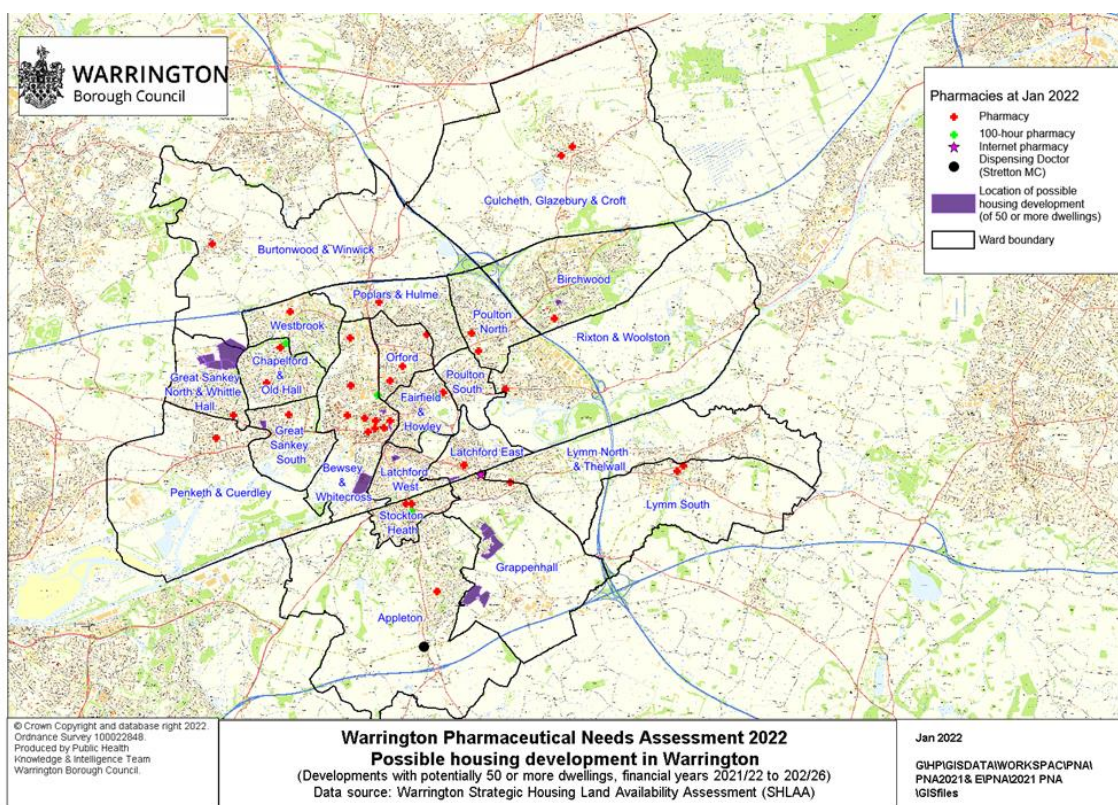 WARRINGTON
Borough Council
Pharmacies at Jan 2022
Pharmacy
100-hour pharmacy
Internet pharmacy
Dispensing Doctor
(Stretton MC)
Location of possible
housing development
(of 50 or more dwellings)
Ward boundary
Culcheth, Glazebury & Croft
Burtonwood & Winwick
Birchwood
Poplars & Hulme
Poulton
North
Westbrook
Rixton & Woolston
Chapelford
&
Old Hall
Orford
Great Sankey
North & Whittle
Hall
Poulton
South
Fairfield
&
Howley
Great
Sankey
South
Latchford East
Lymm North
& Thelwall
Bewsey
&
Whitecross
Latchford
West
Penketh & Cuerdley
Lymm South
Stockton
Heath
Grappenhall
Appleton
© Crown Copyright and database right 2022.
Ordnance Survey 100022848.
Produced by Public Health
Knowledge & Intelligence Team
Warrington Borough Council.
Warrington Pharmaceutical Needs Assessment 2022
Possible housing development in Warrington
(Developments with potentially 50 or more dwellings, financial years 2021/22 to 202/26)
Data source: Warrington Strategic Housing Land Availability Assessment (SHLAA)
Jan 2022
G\HP\GISDATA\WORKSPAC\PNA\
PNA2021& E\PNA\2021 PNA
\GISfiles